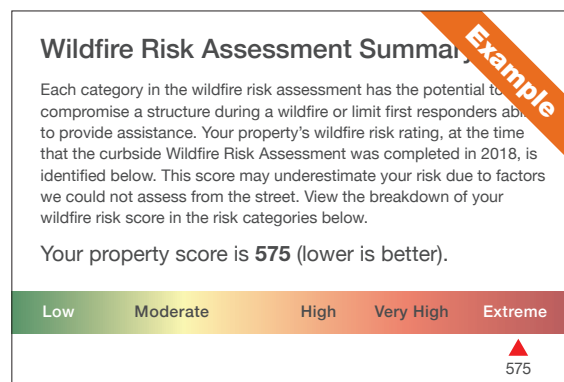 Wildfire Risk Assessment Summary
Example
Each category in the wildfire risk assessment has the potential to
compromise a structure during a wildfire or limit first responders
to provide assistance. Your property’s wildfire risk rating, at the time
that the curbside Wildfire Risk Assessment was completed in 2018, is
identified below. This score may underestimate your risk due to factors
we could not assess from the street. View the breakdown of your
wildfire risk score in the risk categories below.
Your property score is 575 (lower is better).
Low Moderate High Very High Extreme
575